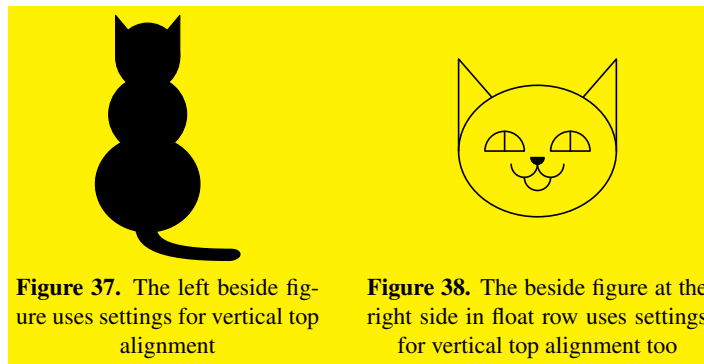 Figure 37. The left beside fig-
ure uses settings for vertical top
alignment
Figure 38. The beside figure at the
right side in float row uses settings
for vertical top alignment too